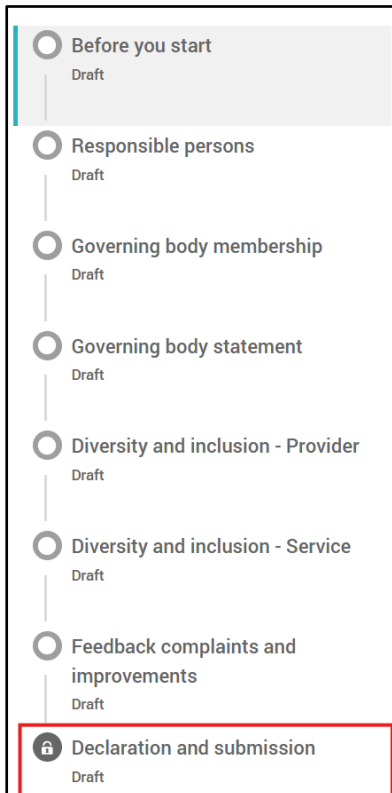 Before you start
Draft
Responsible persons
Draft
Governing body membership
Draft
Governing body statement
Draft
Diversity and inclusion - Provider
Draft
Diversity and inclusion - Service
Draft
Feedback complaints and
improvements
Draft
Declaration and submission
Draft